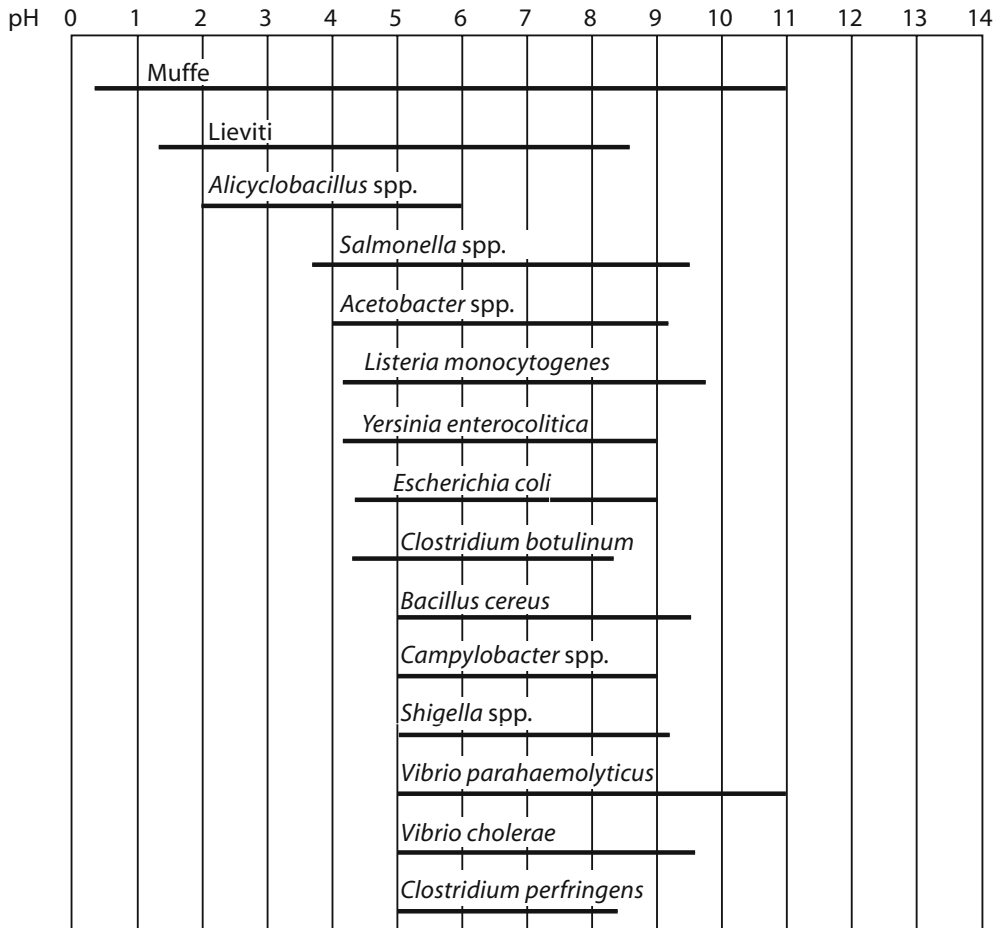 pH 0 1 2 3 4 5 6 7 8 9 10 11 12 13 14
Muffe
Lieviti
Alicyclobacillus spp.
Salmonella spp.
Acetobacter spp.
Listeria monocytogenes
Yersinia enterocolitica
Escherichia coli
Clostridium botulinum
Bacillus cereus
Campylobacter spp.
Shigella spp.
Vibrio parahaemolyticus
Vibrio cholerae
Clostridium perfringens